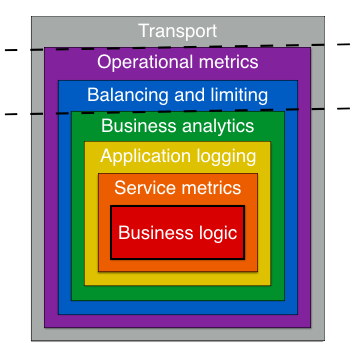 Transport
Operational metrics
Balancing and limiting
Business analytics
Application logging
Service metrics
Business logic